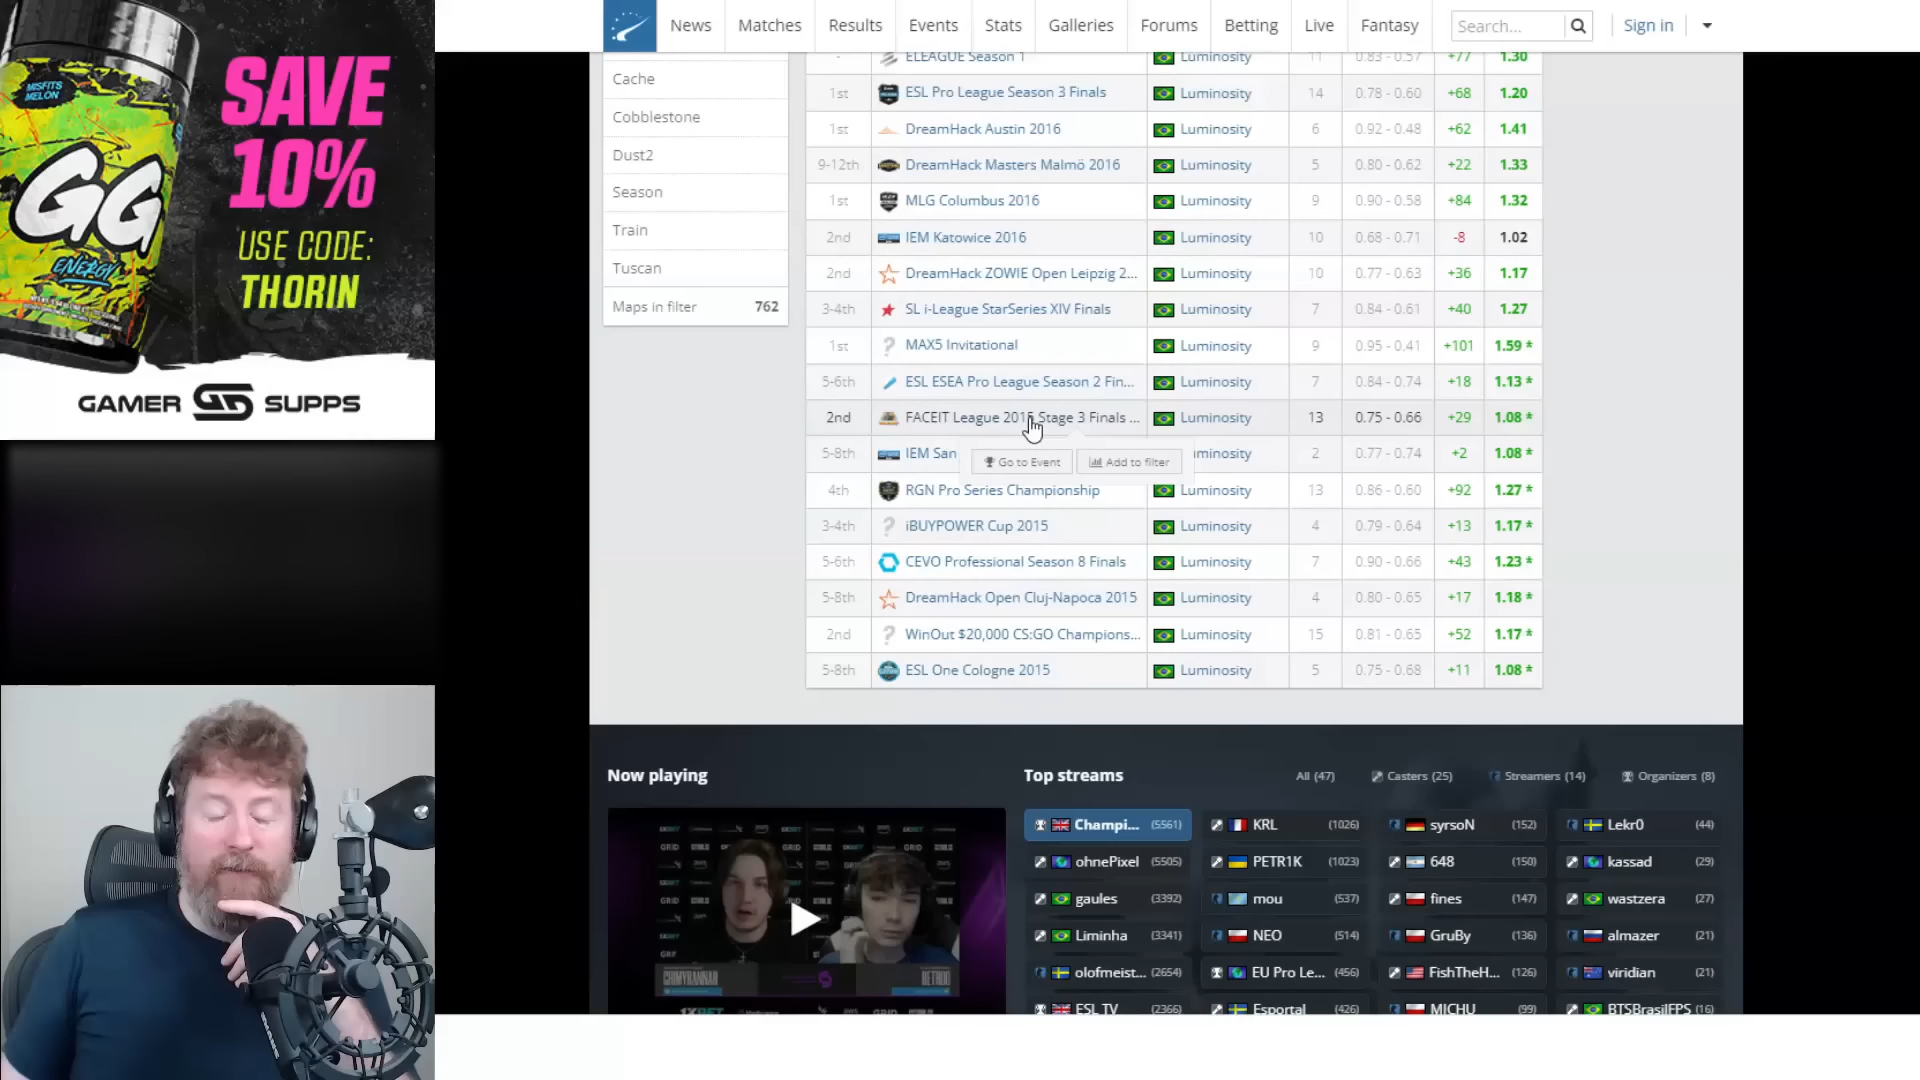 MISFITS
MELON
GG
ENERGY
SAVE
10%
USE CODE:
THORIN
GAMER SUPPS
News Matches Results Events Stats Galleries Forums Betting Live Fantasy Search... Sign in
Cache
Cobblestone
Dust2
Season
Train
Tuscan
Maps in filter 762
- ELEAGUE Season 1 Luminosity 11 0.83 - 0.57 +77 1.30
1st ESL Pro League Season 3 Finals Luminosity 14 0.78 - 0.60 +68 1.20
1st DreamHack Austin 2016 Luminosity 6 0.92 - 0.48 +62 1.41
9-12th DreamHack Masters Malmö 2016 Luminosity 5 0.80 - 0.62 +22 1.33
1st MLG Columbus 2016 Luminosity 9 0.90 - 0.58 +84 1.32
2nd IEM Katowice 2016 Luminosity 10 0.68 - 0.71 -8 1.02
2nd DreamHack ZOWIE Open Leipzig 2... Luminosity 10 0.77 - 0.63 +36 1.17
3-4th SL i-League StarSeries XIV Finals Luminosity 7 0.84 - 0.61 +40 1.27
1st MAX5 Invitational Luminosity 9 0.95 - 0.41 +101 1.59 *
5-6th ESL ESEA Pro League Season 2 Fin... Luminosity 7 0.84 - 0.74 +18 1.13 *
2nd FACEIT League 2015 Stage 3 Finals ... Luminosity 13 0.75 - 0.66 +29 1.08 *
5-8th IEM San Go to Event Add to filter minosity 2 0.77 - 0.74 +2 1.08 *
4th RGN Pro Series Championship Luminosity 13 0.86 - 0.60 +92 1.27 *
3-4th iBUYPOWER Cup 2015 Luminosity 4 0.79 - 0.64 +13 1.17 *
5-6th CEVO Professional Season 8 Finals Luminosity 7 0.90 - 0.66 +43 1.23 *
5-8th DreamHack Open Cluj-Napoca 2015 Luminosity 4 0.80 - 0.65 +17 1.18 *
2nd WinOut $20,000 CS:GO Champions... Luminosity 15 0.81 - 0.65 +52 1.17 *
5-8th ESL One Cologne 2015 Luminosity 5 0.75 - 0.68 +11 1.08 *
Now playing
Top streams All (47) Casters (25) Streamers (14) Organizers (8)
Champi... (5561) KRL (1026) syrsoN (152) Lekr0 (44)
ohnePixel (5505) PETR1K (1023) 648 (150) kassad (29)
gaules (3392) mou (537) fines (147) wastzera (27)
Liminha (3341) NEO (514) GruBy (136) almazer (21)
olofmeist... (2654) EU Pro Le... (456) FishTheH... (126) viridian (21)
ESL TV (2366) Esportal (426) MICHU (99) BTSBrasilFPS (16)